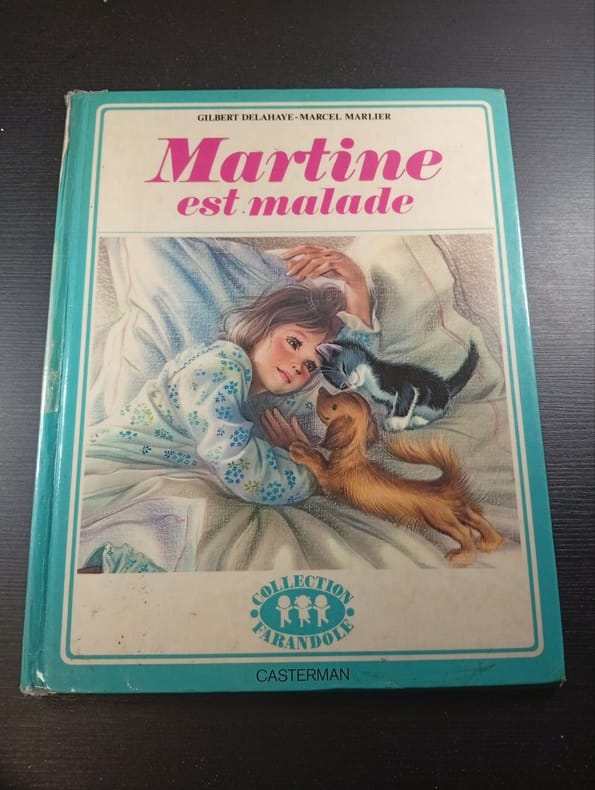 GILBERT DELAHAYE-MARCEL MARLIER
Martine
est malade
COLLECTION
FARANDOLE
CASTERMAN